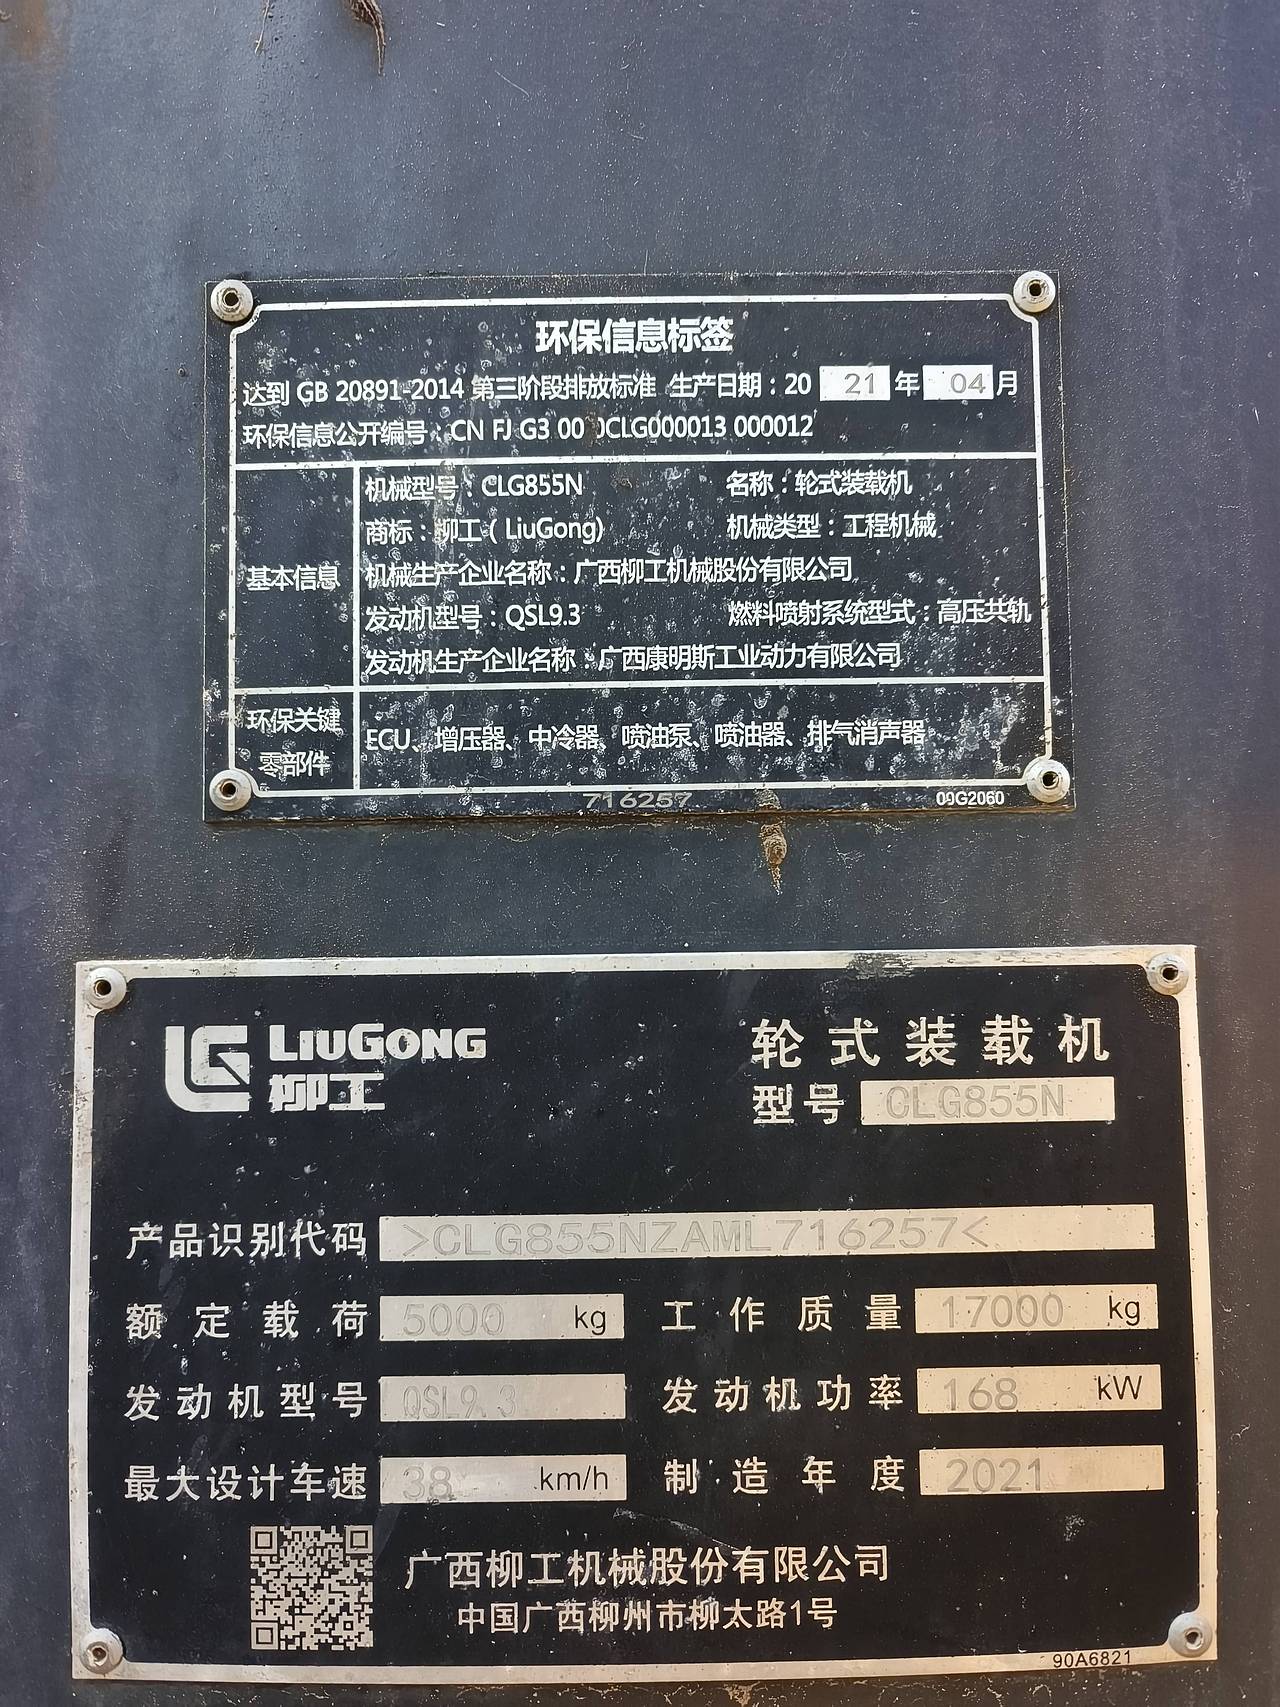 环保信息标签
达到 GB 20891-2014 第三阶段排放标准 生产日期：20 21 年 04 月
环保信息公开编号：CN FJ G3 00 0CLG000013 000012
基本信息
机械型号：CLG855N 名称：轮式装载机
商标：柳工（LiuGong) 机械类型：工程机械
机械生产企业名称：广西柳工机械股份有限公司
发动机型号：QSL9.3 燃料喷射系统型式：高压共轨
发动机生产企业名称：广西康明斯工业动力有限公司
环保关键
零部件
ECU、增压器、中冷器、喷油泵、喷油器、排气消声器
716257 00G2060
LG LIUGONG
柳工
轮式装载机
型号 CLG855N
产品识别代码 >CLG855NZAML716257<
额定载荷 5000 kg 工作质量 17000 kg
发动机型号 QSL9.3 发动机功率 168 kW
最大设计车速 38 km/h 制造年度 2021
广西柳工机械股份有限公司
中国广西柳州市柳太路1号
90A6821